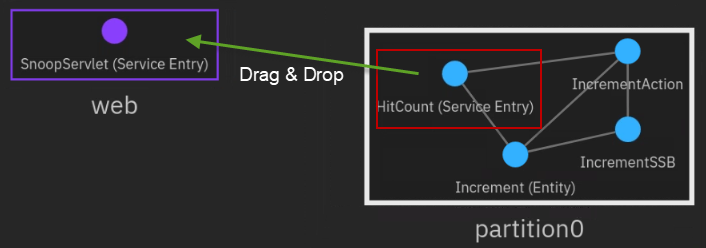 SnoopServlet (Service Entry)
web
Drag & Drop
HitCount (Service Entry)
IncrementAction
IncrementSSB
Increment (Entity)
partition0